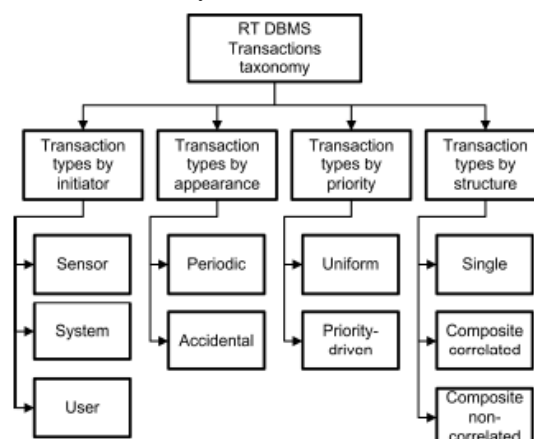 RT DBMS
Transactions
taxonomy
Transaction
types by
initiator
Transaction
types by
appearance
Transaction
types by
priority
Transaction
types by
structure
Sensor
System
User
Periodic
Accidental
Uniform
Priority-
driven
Single
Composite
correlated
Composite
non-
correlated